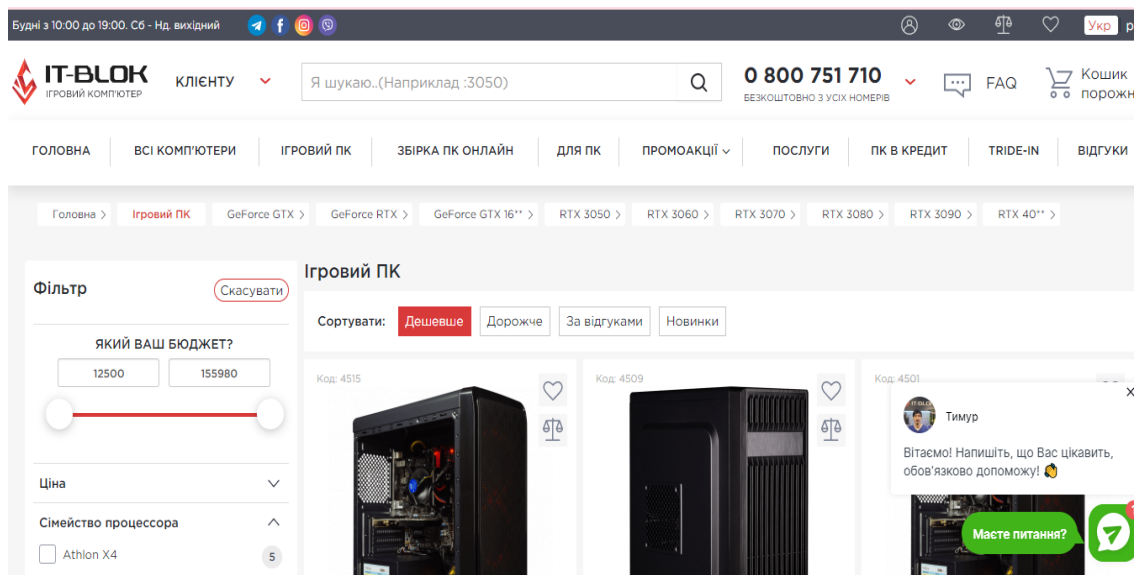 Будні з 10:00 до 19:00. Сб - Нд. вихідний
Укр
IT-BLOK
ІГРОВИЙ КОМП'ЮТЕР
КЛІЄНТУ
Я шукаю..(Наприклад :3050)
0 800 751 710
БЕЗКОШТОВНО З УСІХ НОМЕРІВ
FAQ
Кошик
порожн
ГОЛОВНА ВСІ КОМП'ЮТЕРИ ІГРОВИЙ ПК ЗБІРКА ПК ОНЛАЙН ДЛЯ ПК ПРОМОАКЦІЇ ПОСЛУГИ ПК В КРЕДИТ TRIDE-IN ВІДГУКИ
Головна > Ігровий ПК GeForce GTX > GeForce RTX > GeForce GTX 16** > RTX 3050 > RTX 3060 > RTX 3070 > RTX 3080 > RTX 3090 > RTX 40** >
Фільтр
Скасувати
ЯКИЙ ВАШ БЮДЖЕТ?
12500 155980
Ціна
Сімейство процессора
Athlon X4 5
Ігровий ПК
Сортувати: Дешевше Дорожче За відгуками Новинки
Код: 4515 Код: 4509 Код: 4501
Тимур
Вітаємо! Напишіть, що Вас цікавить,
обов'язково допоможу!
Маєте питання?